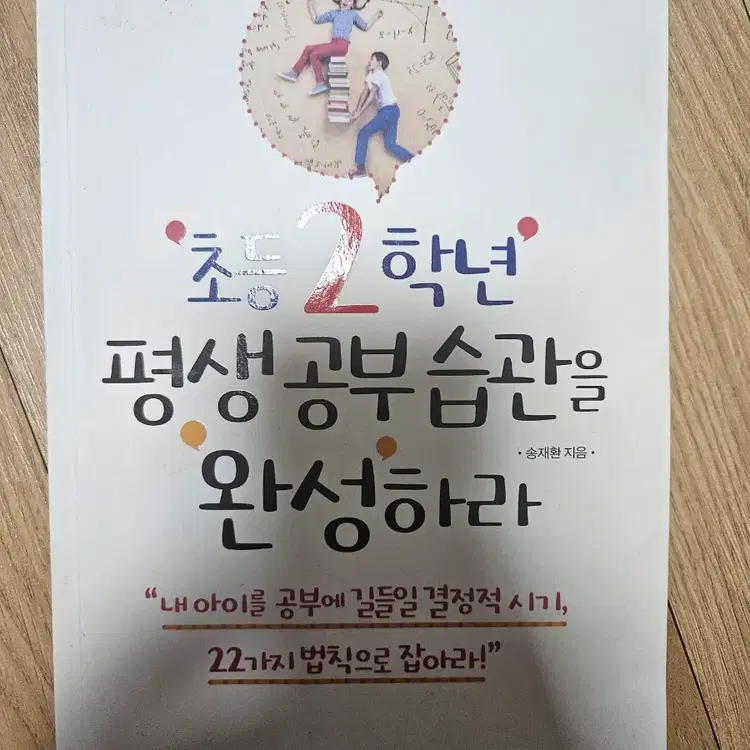 초등 2학년
평생 공부 습관을
• 송재환 지음 •
완성하라
“내 아이를 공부에 길들일 결정적 시기,
22가지 법칙으로 잡아라!”